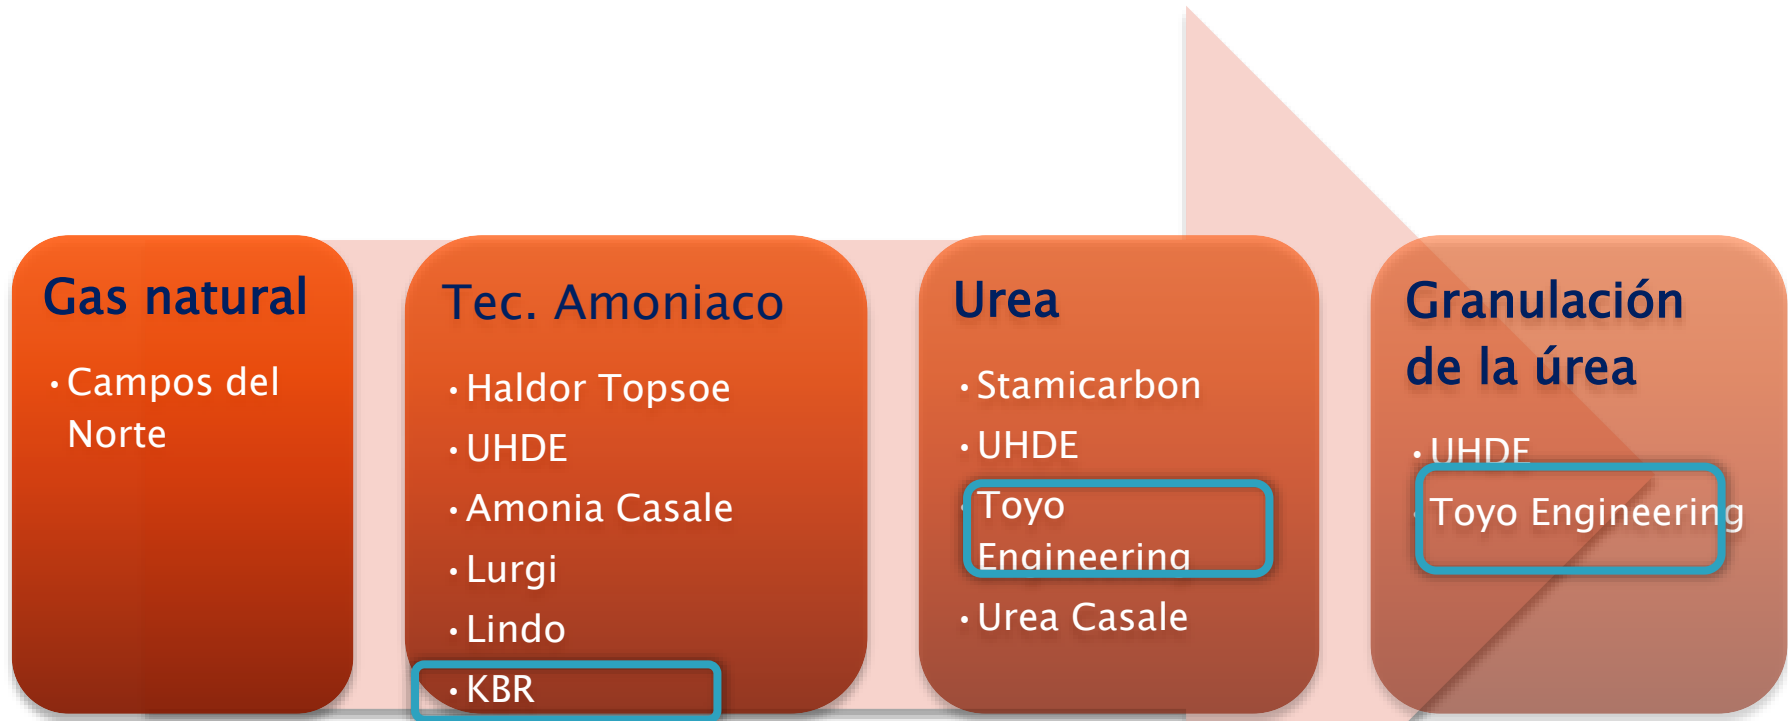 Gas natural
• Campos del
Norte
Tec. Amoniaco
• Haldor Topsoe
• UHDE
• Amonia Casale
• Lurgi
• Lindo
• KBR
Urea
• Stamicarbon
• UHDE
• Toyo
Engineering
• Urea Casale
Granulación
de la úrea
• UHDE
• Toyo Engineering